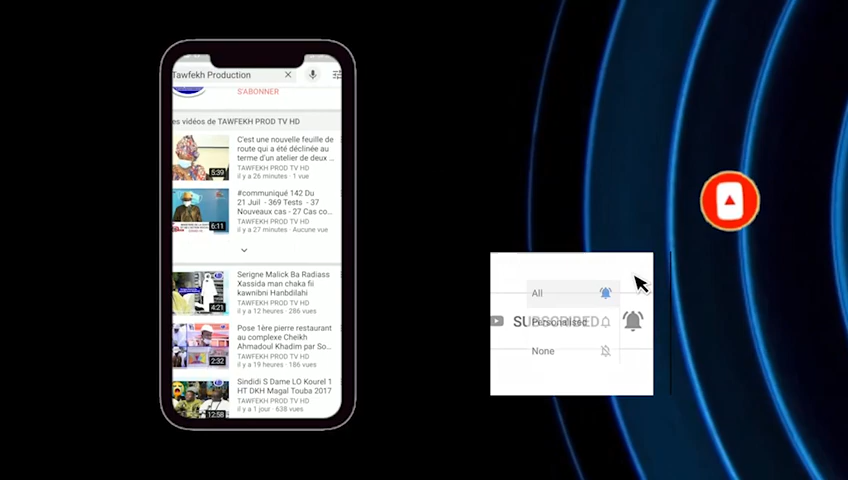 Tawfekh Production
S'ABONNER
es vidéos de TAWFEKH PROD TV HD
C'est une nouvelle feuille de
route qui a été déclinée au
terme d'un atelier de deux ...
TAWFEKH PROD TV HD
il y a 26 minutes · 1 vue
5:39
#communiqué 142 Du
21 Juil - 369 Tests - 37
Nouveaux cas - 27 Cas co...
TAWFEKH PROD TV HD
il y a 27 minutes · Aucune vue
6:11
Serigne Malick Ba Radiass
Xassida man chaka fii
kawnibni Hanbdilahi
TAWFEKH PROD TV HD
il y a 12 heures · 286 vues
4:21
Pose 1ère pierre restaurant
au complexe Cheikh
Ahmadoul Khadim par So...
TAWFEKH PROD TV HD
il y a 19 heures · 186 vues
2:32
Sindidi S Dame LO Kourel 1
HT DKH Magal Touba 2017
TAWFEKH PROD TV HD
il y a 1 jour · 638 vues
12:58
All
SUBSCRIBED
Personalised
None